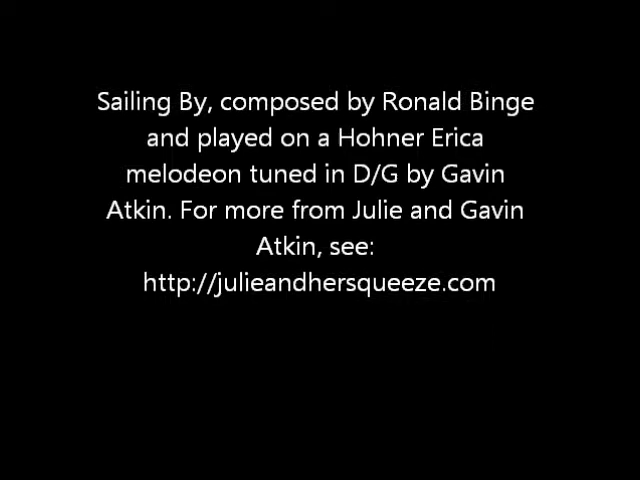 Sailing By, composed by Ronald Binge
and played on a Hohner Erica
melodeon tuned in D/G by Gavin
Atkin. For more from Julie and Gavin
Atkin, see:
http://julieandhersqueeze.com